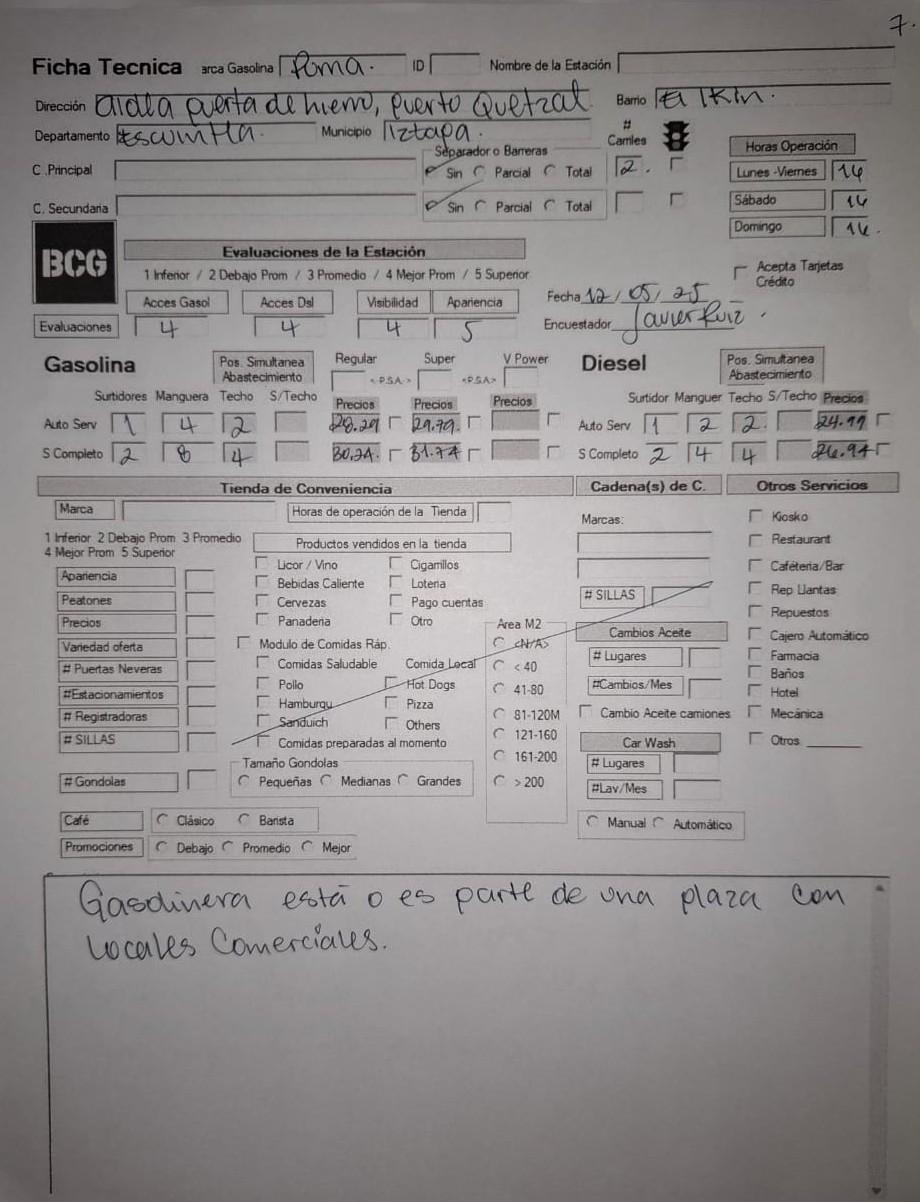 7.
Ficha Tecnica arca Gasolina Puma. ID Nombre de la Estación
Dirección aldea puerta de hierro, puerto Quetzal Barrio El
Departamento Escuintla. Municipio Iztapa. # Carriles
Separador o Barreras Horas Operación
C .Principal Sin Parcial Total 2. Lunes -Viernes 14
C. Secundaria Sin Parcial Total Sábado 14
Domingo 14.
BCG
Evaluaciones de la Estación
1 Inferior / 2 Debajo Prom / 3 Promedio / 4 Mejor Prom / 5 Superior
Acepta Tarjetas Crédito
Acces Gasol Acces Dsl Visibilidad Apariencia Fecha 12/05/25
Evaluaciones 4 4 4 5 Encuestador Javier Ruiz.
Gasolina Pos. Simultanea Abastecimiento Regular Super V Power Diesel Pos. Simultanea Abastecimiento
<-P.S.A.-> <P.S.A>
Surtidores Manguera Techo S/Techo Precios Precios Precios Surtidor Manguer Techo S/Techo Precios
Auto Serv 1 4 2 28.29 29.79. Auto Serv 1 2 2. 24.99
S Completo 2 8 4 30.24. 31.74 S Completo 2 4 4 26.94
Tienda de Conveniencia Cadena(s) de C. Otros Servicios
Marca Horas de operación de la Tienda Marcas: Kiosko
1 Inferior 2 Debajo Prom 3 Promedio
4 Mejor Prom 5 Superior
Productos vendidos en la tienda Restaurant
Licor / Vino Cigarrillos Cafétería/Bar
Apariencia Bebidas Caliente Loteria # SILLAS Rep Llantas
Peatones Cervezas Pago cuentas Repuestos
Precios Panaderia Otro Area M2 Cambios Aceite Cajero Automático
Variedad oferta Modulo de Comidas Ráp. <N/A> # Lugares Farmacia
# Puertas Neveras Comidas Saludable Comida Local < 40 Baños
#Estacionamientos Pollo Hot Dogs 41-80 #Cambios/Mes Hotel
# Registradoras Hamburgu Pizza 81-120M Cambio Aceite camiones Mecánica
# SILLAS Sanduich Others 121-160 Car Wash Otros
Comidas preparadas al momento 161-200 # Lugares
# Gondolas Tamaño Gondolas > 200 #Lav/Mes
Pequeñas Medianas Grandes
Café Clásico Barista Manual Automático
Promociones Debajo Promedio Mejor
Gasolinera está o es parte de una plaza con
Locales Comerciales.